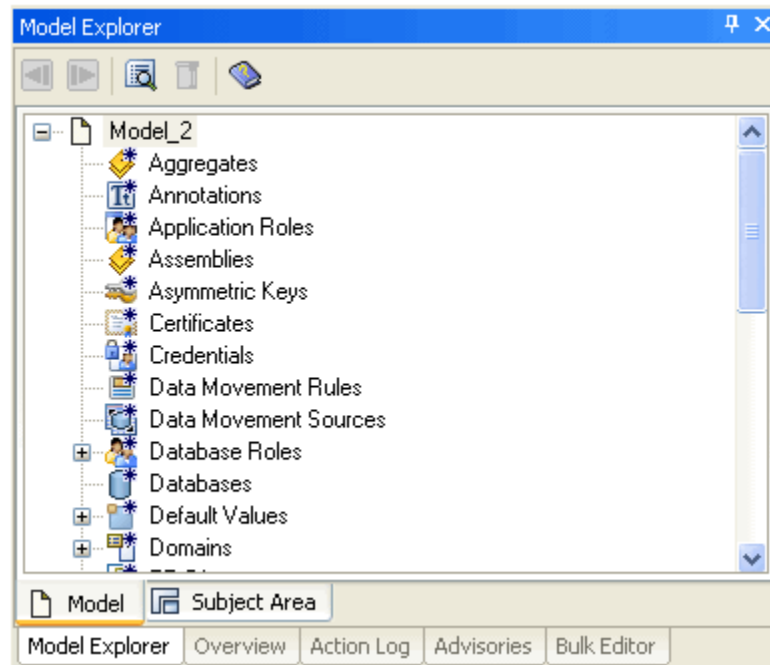 Model Explorer
Model_2
Aggregates
Annotations
Application Roles
Assemblies
Asymmetric Keys
Certificates
Credentials
Data Movement Rules
Data Movement Sources
Database Roles
Databases
Default Values
Domains
Model Subject Area
Model Explorer Overview Action Log Advisories Bulk Editor